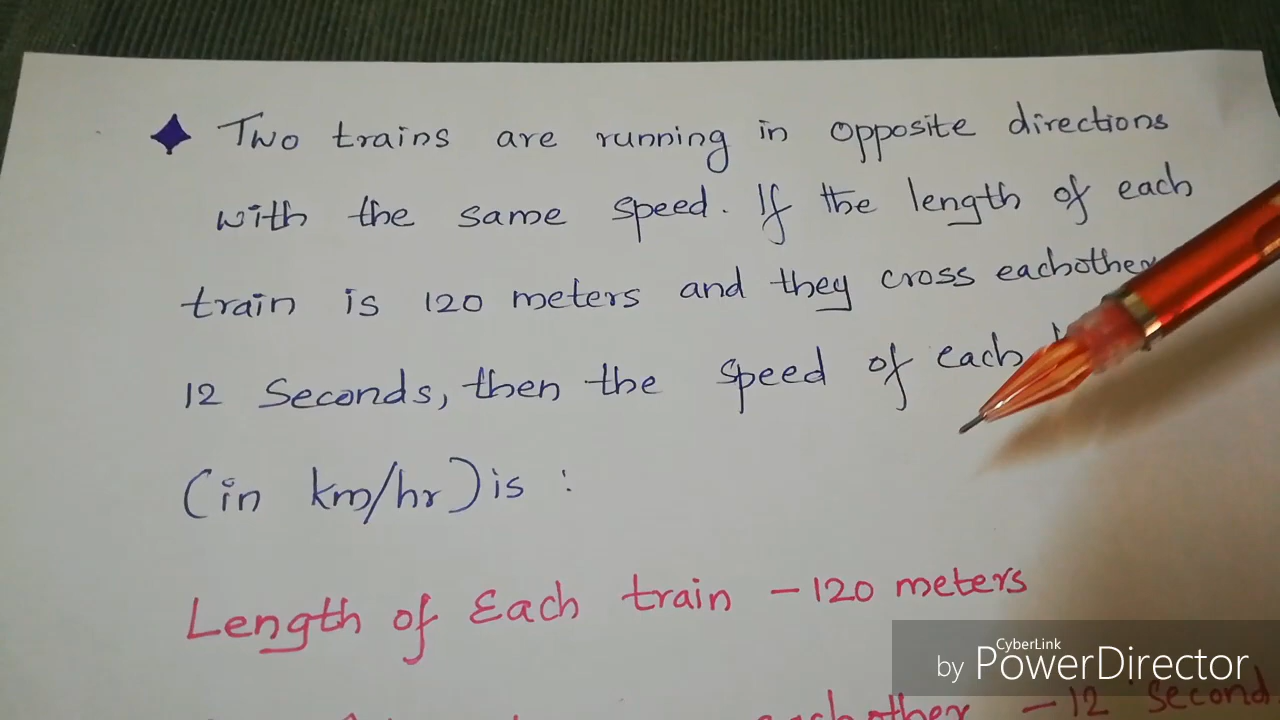 Two trains are running in opposite directions
with the same speed. If the length of each
train is 120 meters and they cross eachother
12 Seconds, then the speed of each
(in km/hr) is :
Length of Each train - 120 meters
eachother - 12 second
CyberLink
by PowerDirector